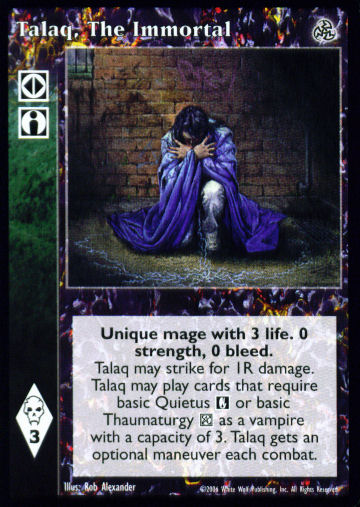 Talaq, The Immortal
Unique mage with 3 life. 0
strength, 0 bleed.
Talaq may strike for 1R damage.
Talaq may play cards that require
basic Quietus or basic
Thaumaturgy as a vampire
with a capacity of 3. Talaq gets an
optional maneuver each combat.
3
Illus: Rob Alexander
©2006 White Wolf Publishing, Inc. All Rights Reserved.